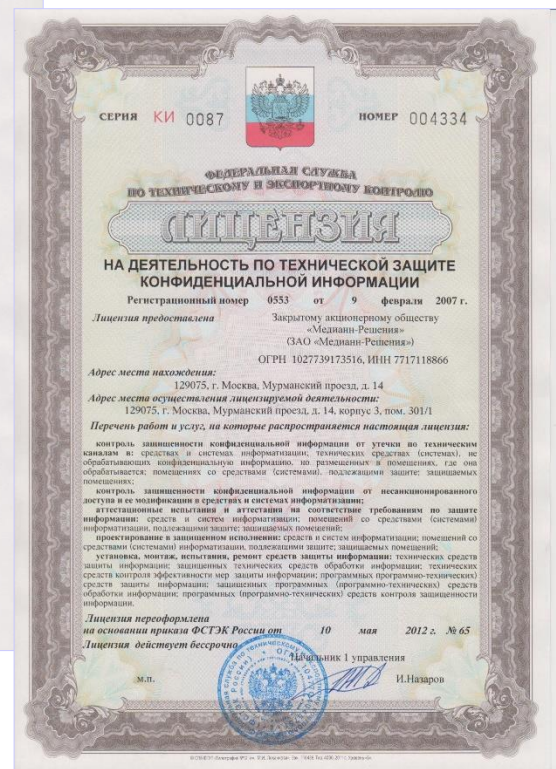 СЕРИЯ КИ 0087 НОМЕР 004334
ФЕДЕРАЛЬНАЯ СЛУЖБА
ПО ТЕХНИЧЕСКОМУ И ЭКСПОРТНОМУ КОНТРОЛЮ
ЛИЦЕНЗИЯ
НА ДЕЯТЕЛЬНОСТЬ ПО ТЕХНИЧЕСКОЙ ЗАЩИТЕ
КОНФИДЕНЦИАЛЬНОЙ ИНФОРМАЦИИ
Регистрационный номер 0553 от 9 февраля 2007 г.
Лицензия предоставлена Закрытому акционерному обществу
«Медианн-Решения»
(ЗАО «Медианн-Решения»)
ОГРН 1027739173516, ИНН 7717118866
Адрес места нахождения:
129075, г. Москва, Мурманский проезд, д. 14
Адрес места осуществления лицензируемой деятельности:
129075, г. Москва, Мурманский проезд, д. 14, корпус 3, пом. 301/1
Перечень работ и услуг, на которые распространяется настоящая лицензия:
контроль защищенности конфиденциальной информации от утечки по техническим
каналам в: средствах и системах информатизации; технических средствах (системах), не
обрабатывающих конфиденциальную информацию, но размещенных в помещениях, где она
обрабатывается; помещениях со средствами (системами), подлежащими защите; защищаемых
помещениях;
контроль защищенности конфиденциальной информации от несанкционированного
доступа и ее модификации в средствах и системах информатизации;
аттестационные испытания и аттестация на соответствие требованиям по защите
информации: средств и систем информатизации; помещений со средствами (системами)
информатизации, подлежащими защите; защищаемых помещений;
проектирование в защищенном исполнении: средств и систем информатизации; помещений со
средствами (системами) информатизации, подлежащими защите; защищаемых помещений;
установка, монтаж, испытания, ремонт средств защиты информации: технических средств
защиты информации; защищенных технических средств обработки информации; технических
средств контроля эффективности мер защиты информации; программных (программно-технических)
средств защиты информации; защищенных программных (программно-технических) средств
обработки информации; программных (программно-технических) средств контроля защищенности
информации.
Лицензия переоформлена
на основании приказа ФСТЭК России от 10 мая 2012 г. № 65
Лицензия действует бессрочно
Начальник 1 управления
м.п. И.Назаров